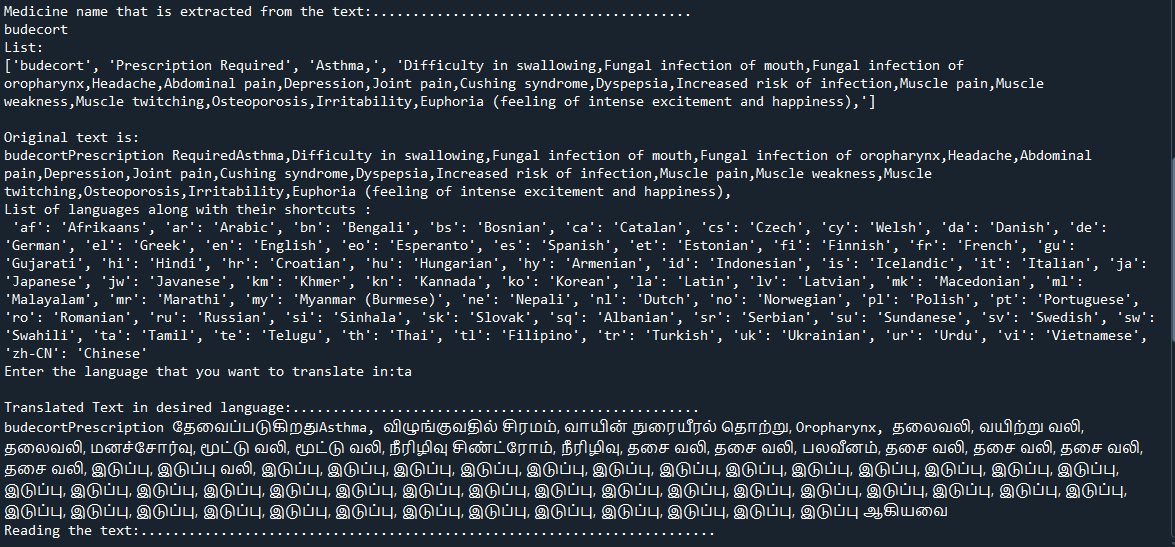 Medicine name that is extracted from the text:.......................................
budecort
List:
['budecort', 'Prescription Required', 'Asthma,', 'Difficulty in swallowing,Fungal infection of mouth,Fungal infection of
oropharynx,Headache,Abdominal pain,Depression,Joint pain,Cushing syndrome,Dyspepsia,Increased risk of infection,Muscle pain,Muscle
weakness,Muscle twitching,Osteoporosis,Irritability,Euphoria (feeling of intense excitement and happiness),']

Original text is:
budecortPrescription RequiredAsthma,Difficulty in swallowing,Fungal infection of mouth,Fungal infection of oropharynx,Headache,Abdominal
pain,Depression,Joint pain,Cushing syndrome,Dyspepsia,Increased risk of infection,Muscle pain,Muscle weakness,Muscle
twitching,Osteoporosis,Irritability,Euphoria (feeling of intense excitement and happiness),
List of languages along with their shortcuts :
'af': 'Afrikaans', 'ar': 'Arabic', 'bn': 'Bengali', 'bs': 'Bosnian', 'ca': 'Catalan', 'cs': 'Czech', 'cy': 'Welsh', 'da': 'Danish', 'de':
'German', 'el': 'Greek', 'en': 'English', 'eo': 'Esperanto', 'es': 'Spanish', 'et': 'Estonian', 'fi': 'Finnish', 'fr': 'French', 'gu':
'Gujarati', 'hi': 'Hindi', 'hr': 'Croatian', 'hu': 'Hungarian', 'hy': 'Armenian', 'id': 'Indonesian', 'is': 'Icelandic', 'it': 'Italian', 'ja':
'Japanese', 'jw': 'Javanese', 'km': 'Khmer', 'kn': 'Kannada', 'ko': 'Korean', 'la': 'Latin', 'lv': 'Latvian', 'mk': 'Macedonian', 'ml':
'Malayalam', 'mr': 'Marathi', 'my': 'Myanmar (Burmese)', 'ne': 'Nepali', 'nl': 'Dutch', 'no': 'Norwegian', 'pl': 'Polish', 'pt': 'Portuguese',
'ro': 'Romanian', 'ru': 'Russian', 'si': 'Sinhala', 'sk': 'Slovak', 'sq': 'Albanian', 'sr': 'Serbian', 'su': 'Sundanese', 'sv': 'Swedish', 'sw':
'Swahili', 'ta': 'Tamil', 'te': 'Telugu', 'th': 'Thai', 'tl': 'Filipino', 'tr': 'Turkish', 'uk': 'Ukrainian', 'ur': 'Urdu', 'vi': 'Vietnamese',
'zh-CN': 'Chinese'
Enter the language that you want to translate in:ta

Translated Text in desired language:..................................................
budecortPrescription தேவைப்படுகிறதுAsthma, விழுங்குவதில் சிரமம், வாயின் நுரையீரல் தொற்று, Oropharynx, தலைவலி, வயிற்று வலி,
தலைவலி, மனச்சோர்வு, மூட்டு வலி, மூட்டு வலி, நீரிழிவு சிண்ட்ரோம், நீரிழிவு, தசை வலி, தசை வலி, பலவீனம், தசை வலி, தசை வலி, தசை வலி,
தசை வலி, இடுப்பு, இடுப்பு வலி, இடுப்பு, இடுப்பு, இடுப்பு, இடுப்பு, இடுப்பு, இடுப்பு, இடுப்பு, இடுப்பு, இடுப்பு, இடுப்பு, இடுப்பு, இடுப்பு, இடுப்பு,
இடுப்பு, இடுப்பு, இடுப்பு, இடுப்பு, இடுப்பு, இடுப்பு, இடுப்பு, இடுப்பு, இடுப்பு, இடுப்பு, இடுப்பு, இடுப்பு, இடுப்பு, இடுப்பு, இடுப்பு, இடுப்பு, இடுப்பு,
இடுப்பு, இடுப்பு, இடுப்பு, இடுப்பு, இடுப்பு, இடுப்பு, இடுப்பு, இடுப்பு, இடுப்பு, இடுப்பு, இடுப்பு, இடுப்பு, இடுப்பு ஆகியவை
Reading the text:......................................................................